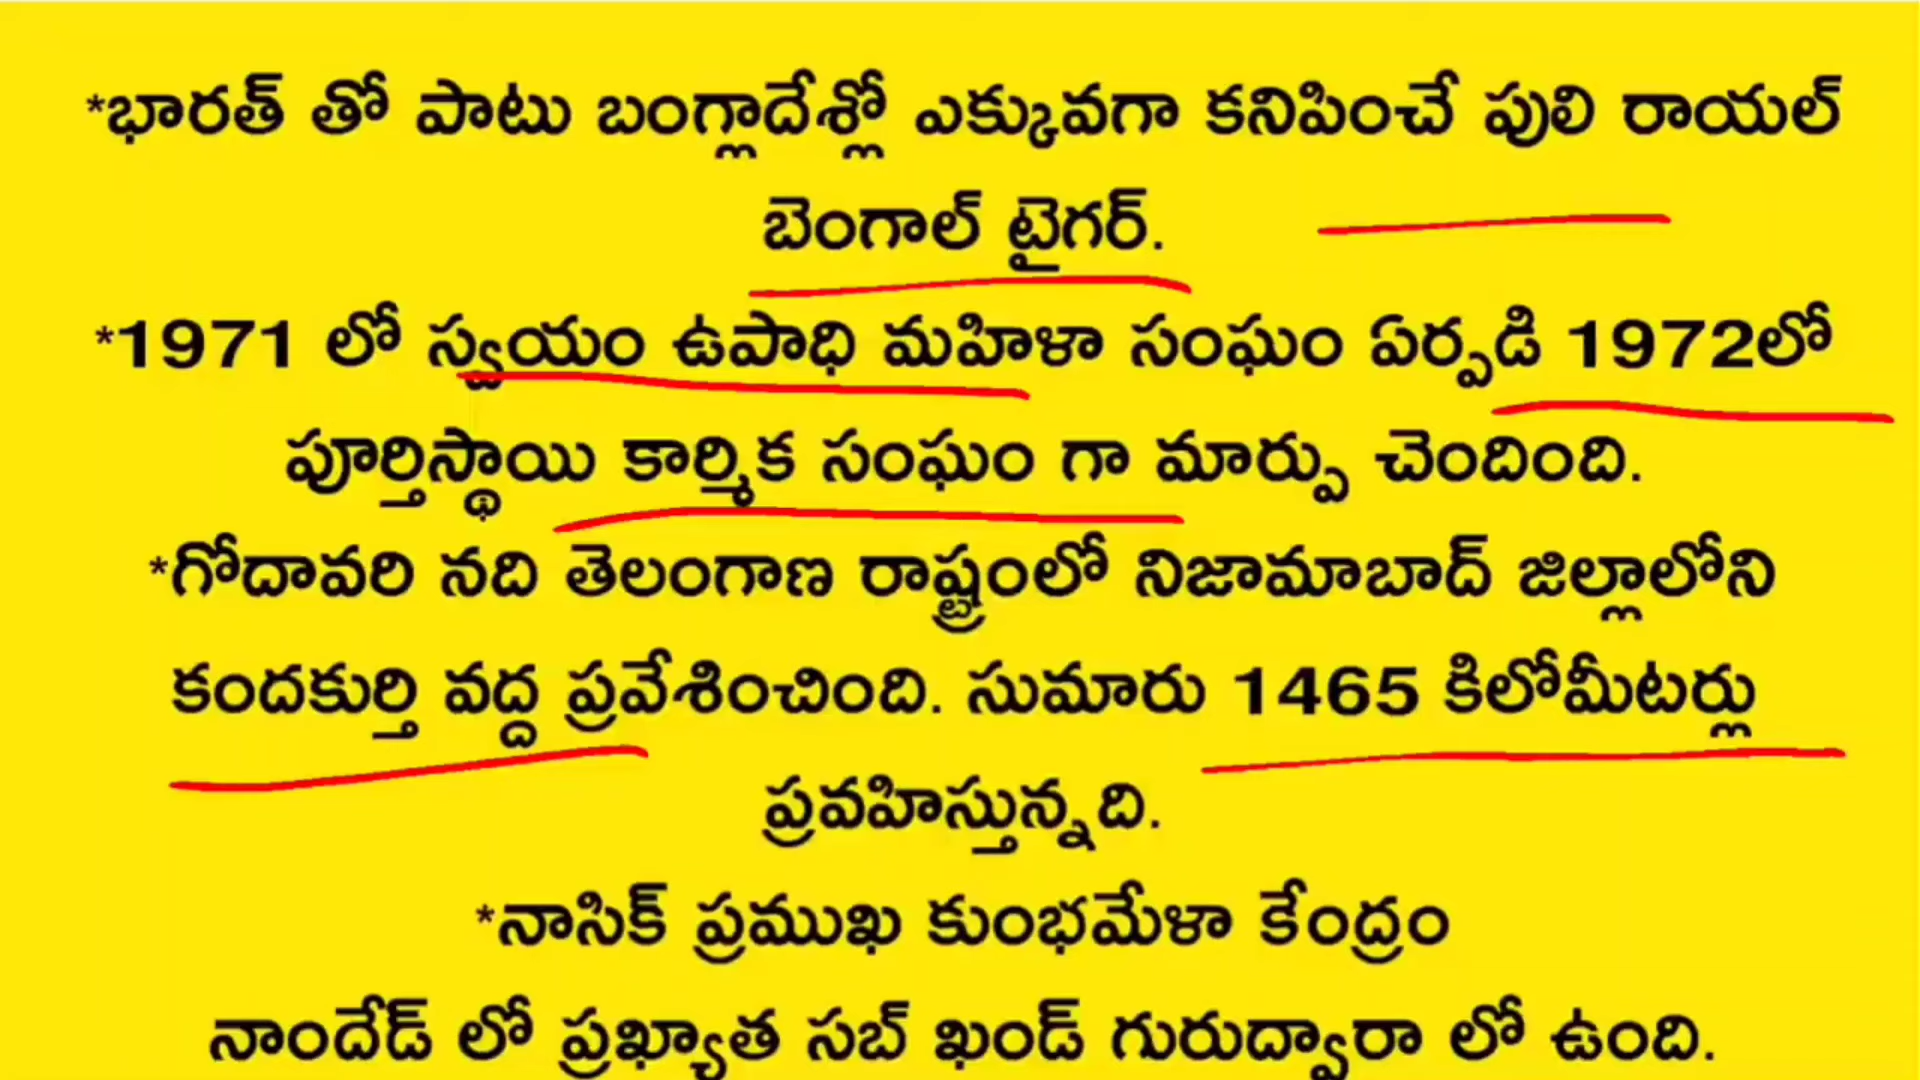 *భారత్ తో పాటు బంగ్లాదేశ్లో ఎక్కువగా కనిపించే పులి రాయల్
బెంగాల్ టైగర్.
*1971 లో స్వయం ఉపాధి మహిళా సంఘం ఏర్పడి 1972లో
పూర్తిస్థాయి కార్మిక సంఘం గా మార్పు చెందింది.
*గోదావరి నది తెలంగాణ రాష్ట్రంలో నిజామాబాద్ జిల్లాలోని
కందకుర్తి వద్ద ప్రవేశించింది. సుమారు 1465 కిలోమీటర్లు
ప్రవహిస్తున్నది.
*నాసిక్ ప్రముఖ కుంభమేళా కేంద్రం
నాందేడ్ లో ప్రఖ్యాత సబ్ ఖండ్ గురుద్వారా లో ఉంది.